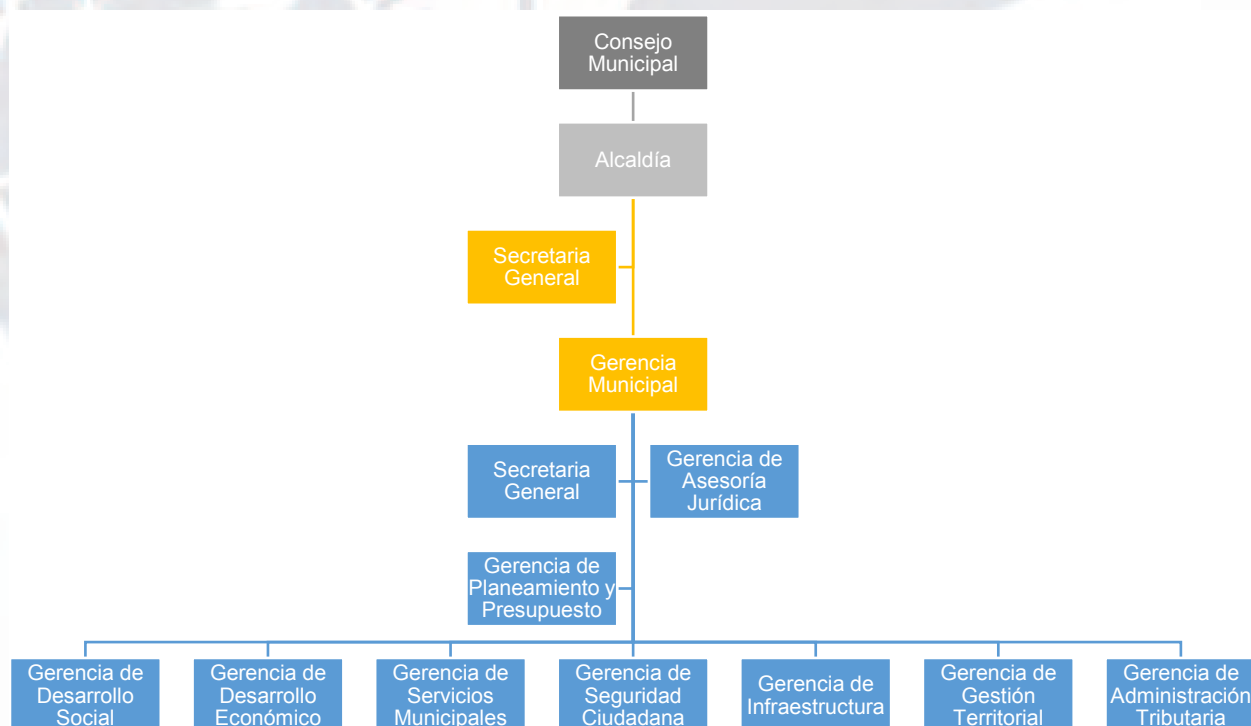 Consejo
Municipal
Alcaldía
Secretaria
General
Gerencia
Municipal
Secretaria
General
Gerencia de
Asesoría
Jurídica
Gerencia de
Planeamiento y
Presupuesto
Gerencia de
Desarrollo
Social
Gerencia de
Desarrollo
Económico
Gerencia de
Servicios
Municipales
Gerencia de
Seguridad
Ciudadana
Gerencia de
Infraestructura
Gerencia de
Gestión
Territorial
Gerencia de
Administración
Tributaria